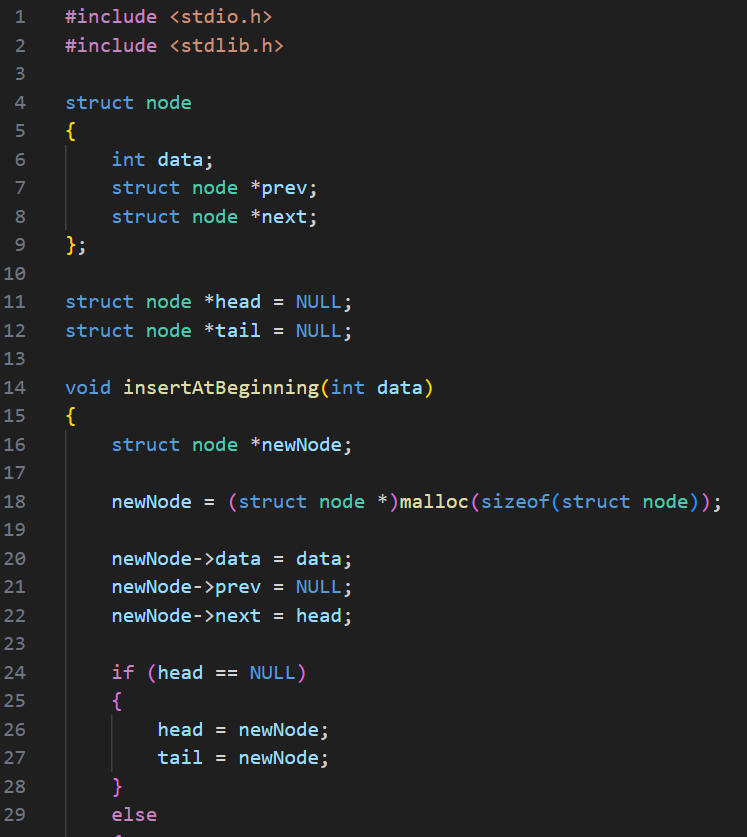 1 #include <stdio.h>
2 #include <stdlib.h>
3
4 struct node
5 {
6     int data;
7     struct node *prev;
8     struct node *next;
9 };
10
11 struct node *head = NULL;
12 struct node *tail = NULL;
13
14 void insertAtBeginning(int data)
15 {
16     struct node *newNode;
17
18     newNode = (struct node *)malloc(sizeof(struct node));
19
20     newNode->data = data;
21     newNode->prev = NULL;
22     newNode->next = head;
23
24     if (head == NULL)
25     {
26         head = newNode;
27         tail = newNode;
28     }
29     else